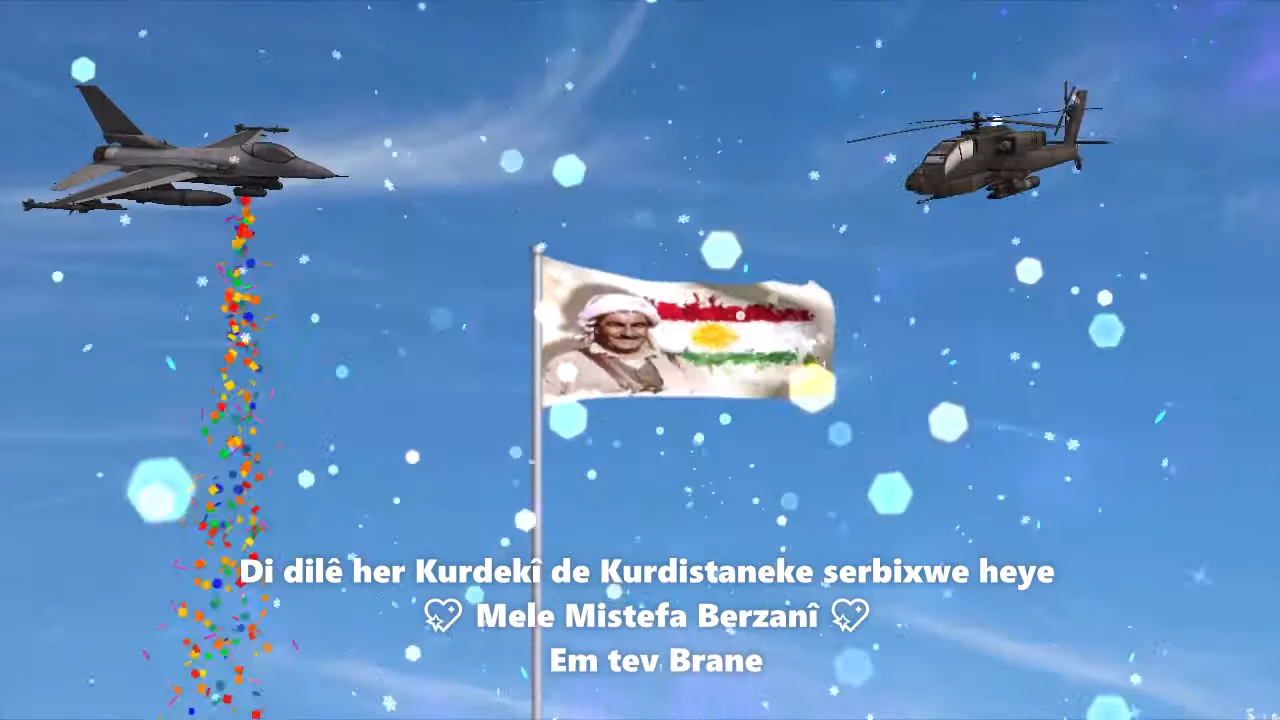 Di dilê her Kurdekî de Kurdistaneke serbixwe heye
💖 Mele Mistefa Berzanî 💖
Em tev Brane